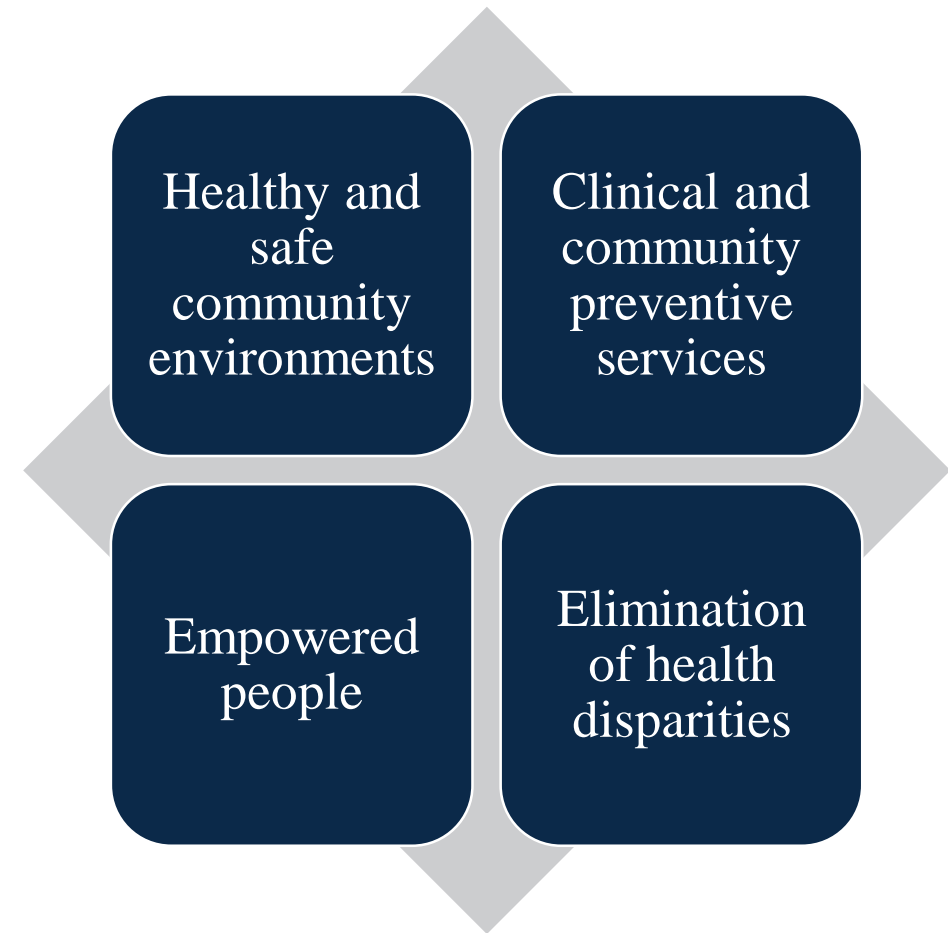 Healthy and
safe
community
environments
Clinical and
community
preventive
services
Empowered
people
Elimination
of health
disparities